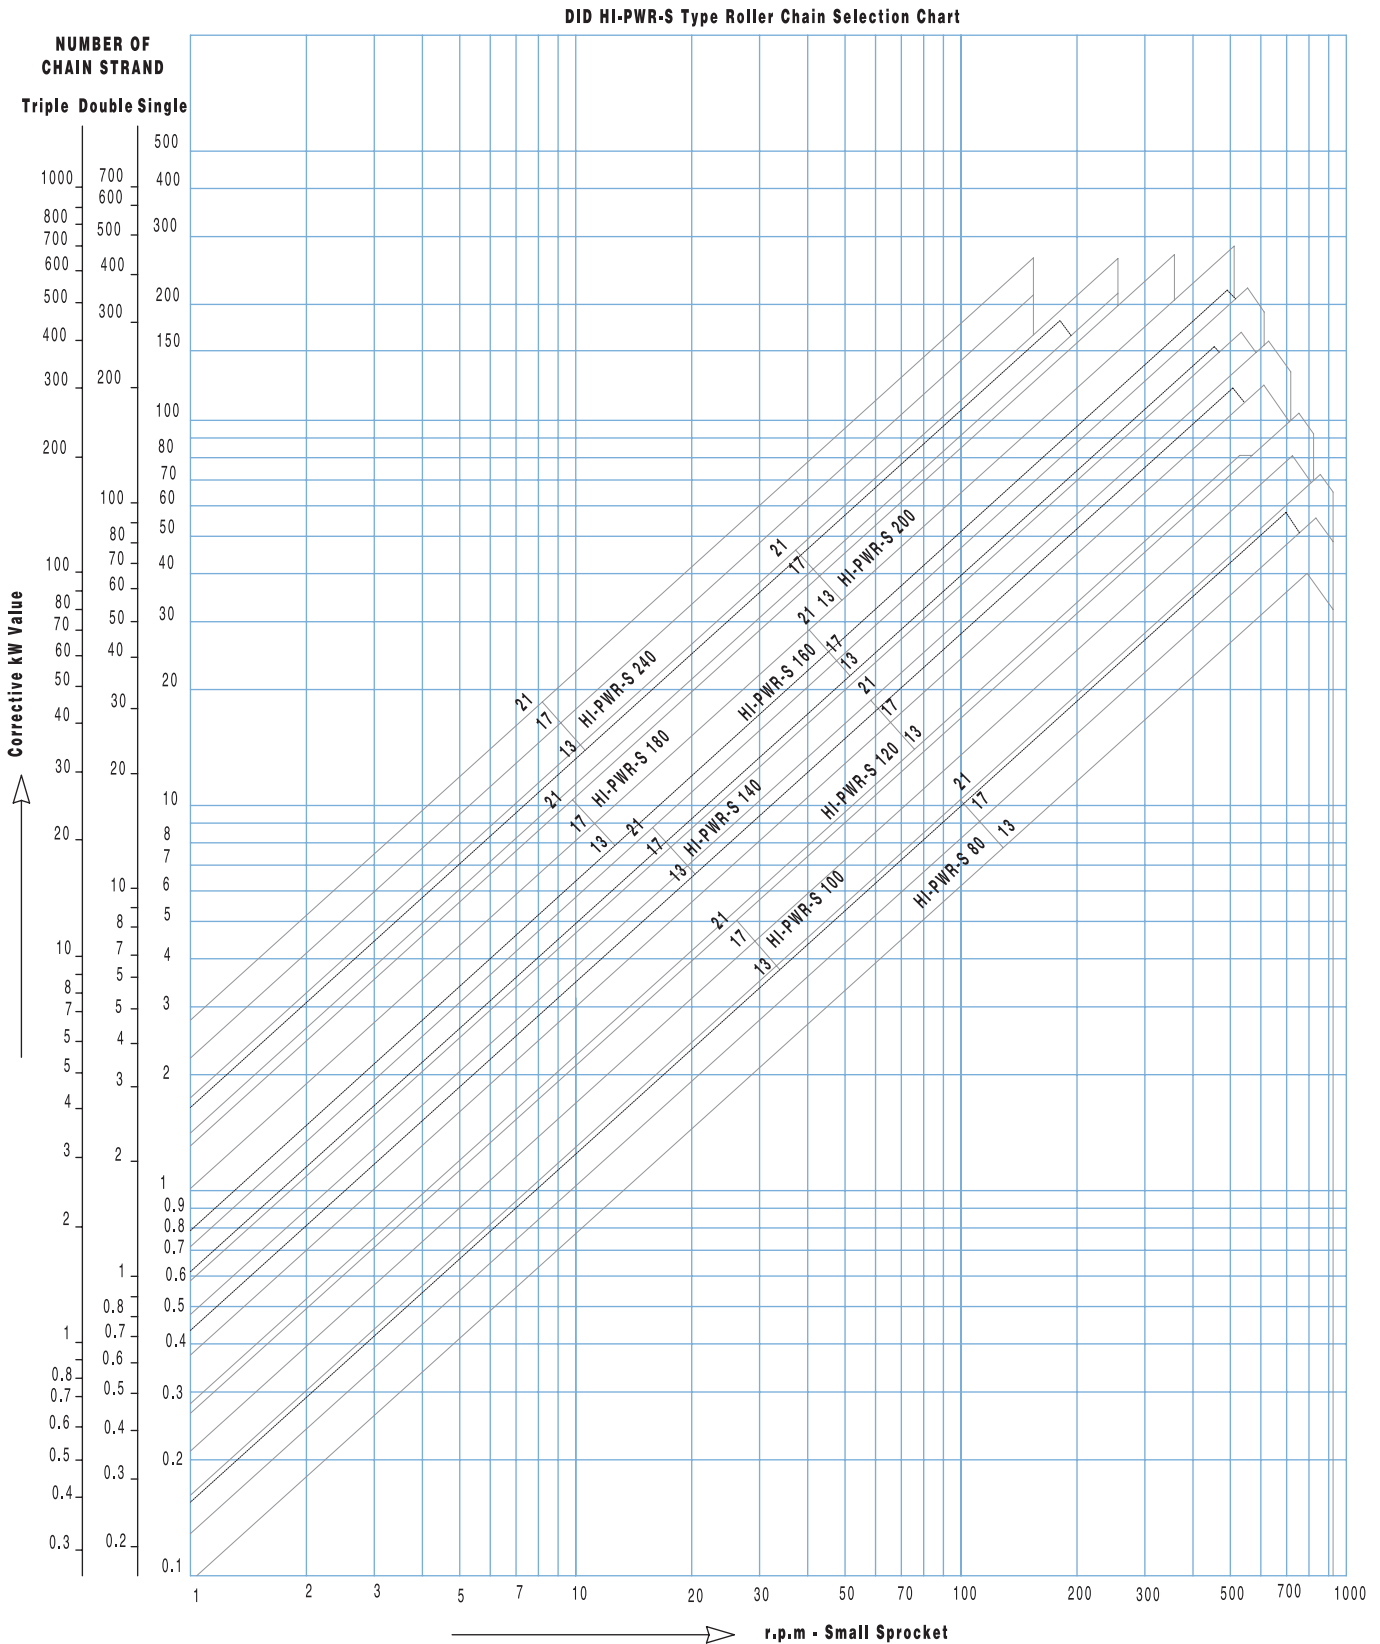 DID HI-PWR-S Type Roller Chain Selection Chart
NUMBER OF
CHAIN STRAND
Triple Double Single
500
1000 700 400
600
800 500 300
700
600 400
500 300 200
400 150
300 200 100
200 80
70
100 60
80 50
100 70 40
80 60
70 50 30
60 40
50 30 20
40
30 20 10
20 8
7
10 6
8 5
10 7 4
8 5
7 5 3
5 4
5 3 2
4
3 2 1
0.9
2 0.8
0.7
1 0.6
0.8 0.5
1 0.7 0.4
0.8 0.6
0.7 0.5 0.3
0.6 0.4
0.5 0.3 0.2
0.4
0.3 0.2 0.1
Corrective kW Value
21
17
13
HI-PWR-S 200
21
17
13
HI-PWR-S 160
21
17
13
HI-PWR-S 240
21
17
13
HI-PWR-S 120
21
17
13
HI-PWR-S 180
21
17
13
HI-PWR-S 140
21
17
13
HI-PWR-S 80
21
17
13
HI-PWR-S 100
1 2 3 5 7 10 20 30 50 70 100 200 300 500 700 1000
r.p.m - Small Sprocket